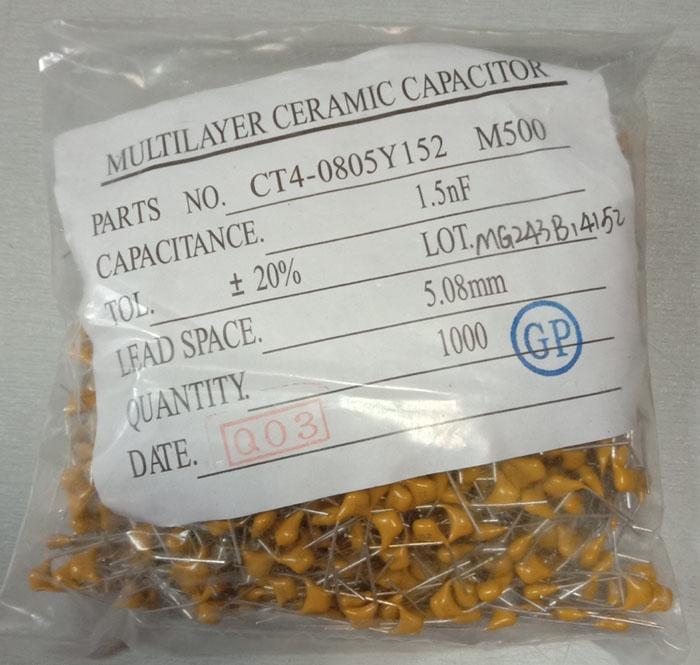 MULTILAYER CERAMIC CAPACITOR
PARTS NO. CT4-0805Y152 M500
CAPACITANCE. 1.5nF
TOL. ± 20% LOT. MG243B14152
LEAD SPACE. 5.08mm
QUANTITY. 1000 GP
DATE. Q03